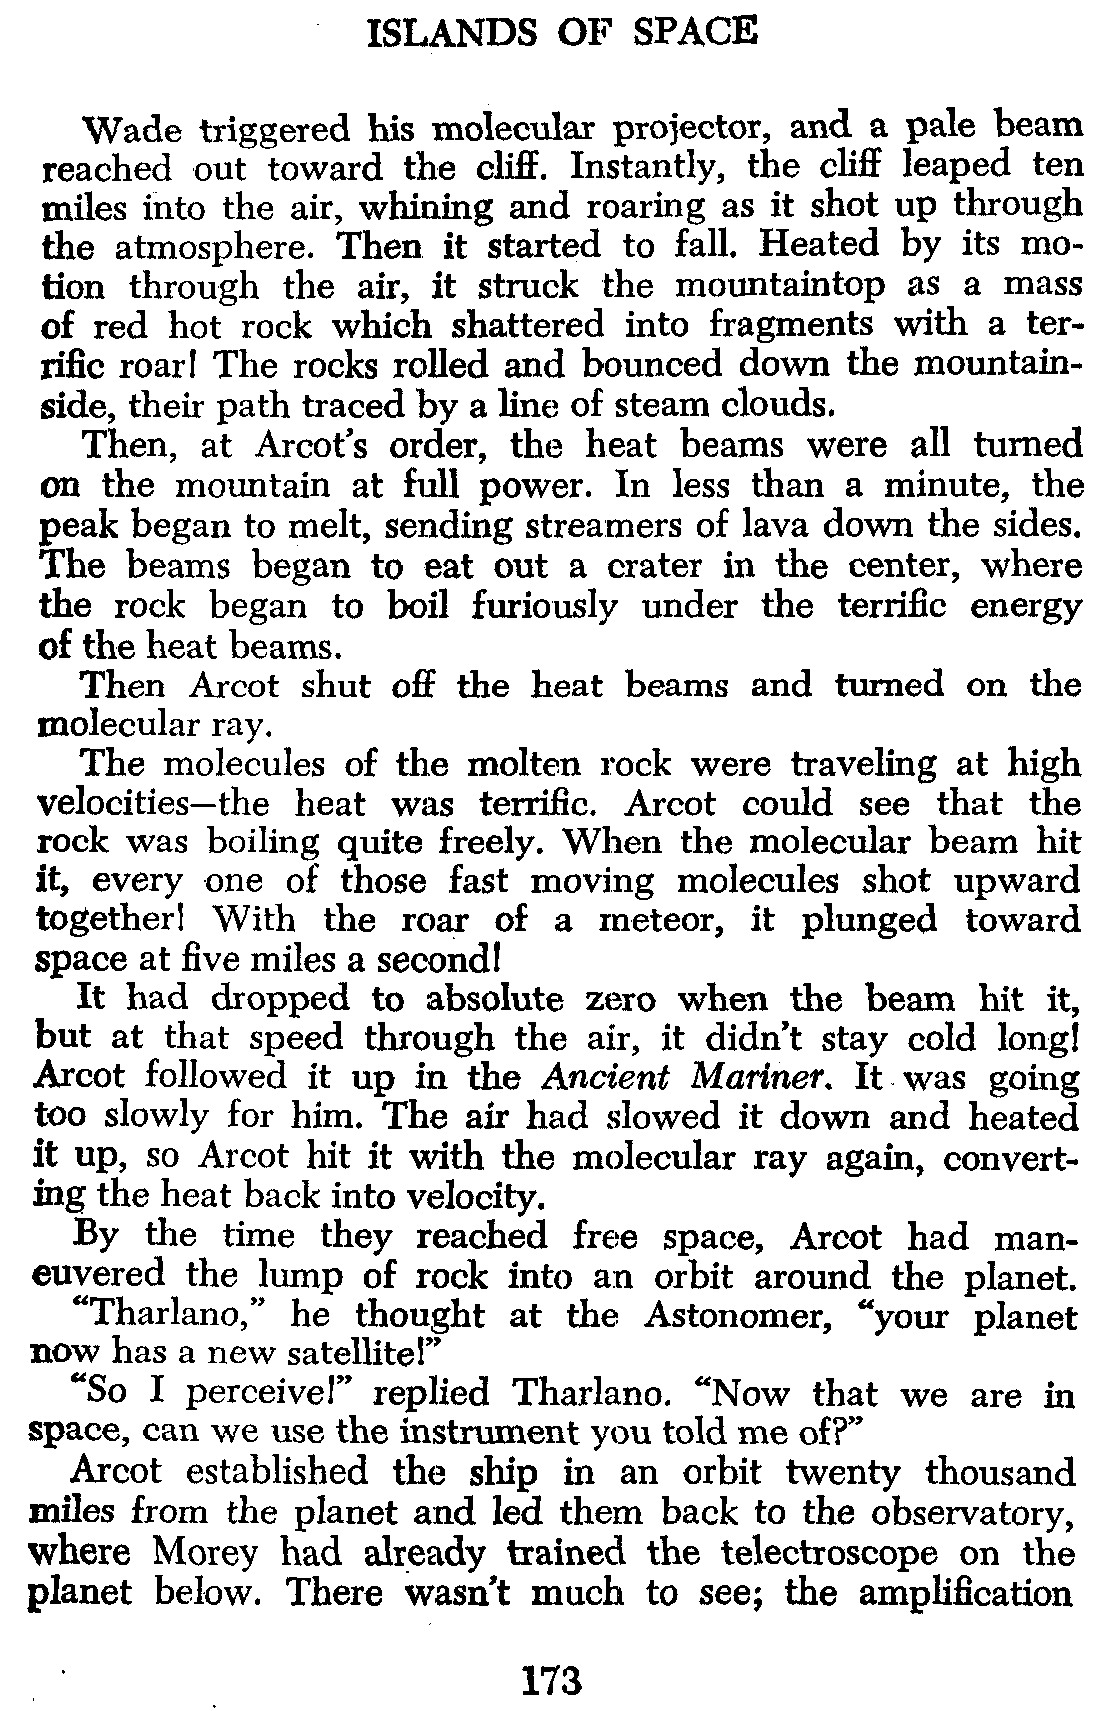 ISLANDS OF SPACE
Wade triggered his molecular projector, and a pale beam
reached out toward the cliff. Instantly, the cliff leaped ten
miles into the air, whining and roaring as it shot up through
the atmosphere. Then it started to fall. Heated by its mo-
tion through the air, it struck the mountaintop as a mass
of red hot rock which shattered into fragments with a ter-
rific roar! The rocks rolled and bounced down the mountain-
side, their path traced by a line of steam clouds.
Then, at Arcot's order, the heat beams were all turned
on the mountain at full power. In less than a minute, the
peak began to melt, sending streamers of lava down the sides.
The beams began to eat out a crater in the center, where
the rock began to boil furiously under the terrific energy
of the heat beams.
Then Arcot shut off the heat beams and turned on the
molecular ray.
The molecules of the molten rock were traveling at high
velocities—the heat was terrific. Arcot could see that the
rock was boiling quite freely. When the molecular beam hit
it, every one of those fast moving molecules shot upward
together! With the roar of a meteor, it plunged toward
space at five miles a second!
It had dropped to absolute zero when the beam hit it,
but at that speed through the air, it didn't stay cold long!
Arcot followed it up in the Ancient Mariner. It was going
too slowly for him. The air had slowed it down and heated
it up, so Arcot hit it with the molecular ray again, convert-
ing the heat back into velocity.
By the time they reached free space, Arcot had man-
euvered the lump of rock into an orbit around the planet.
“Tharlano,” he thought at the Astonomer, “your planet
now has a new satellite!”
“So I perceive!” replied Tharlano. “Now that we are in
space, can we use the instrument you told me of?”
Arcot established the ship in an orbit twenty thousand
miles from the planet and led them back to the observatory,
where Morey had already trained the telectroscope on the
planet below. There wasn't much to see; the amplification
173